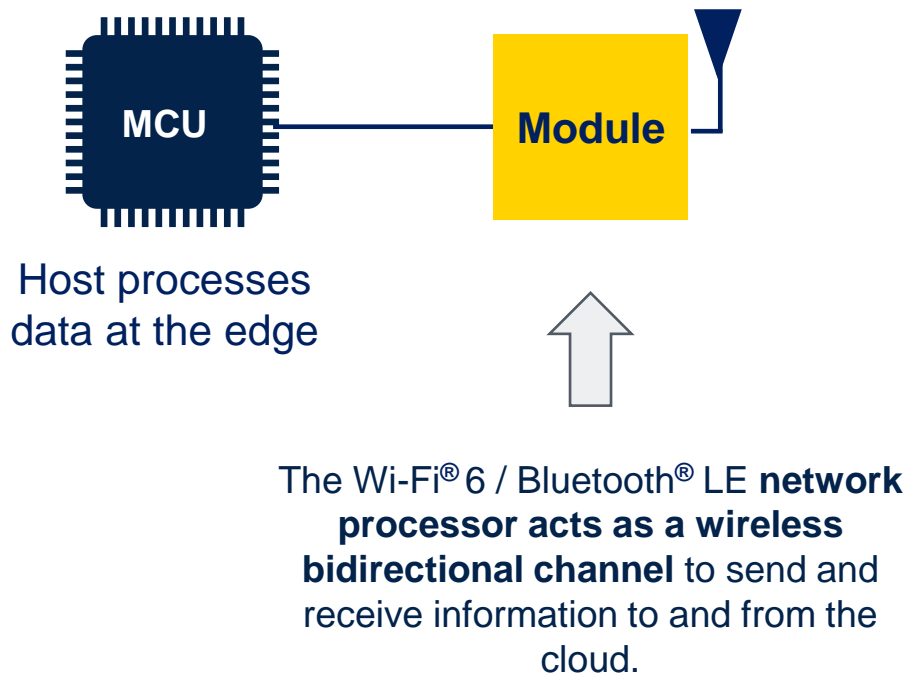 MCU
Module
Host processes
data at the edge
The Wi-Fi® 6 / Bluetooth® LE network
processor acts as a wireless
bidirectional channel to send and
receive information to and from the
cloud.